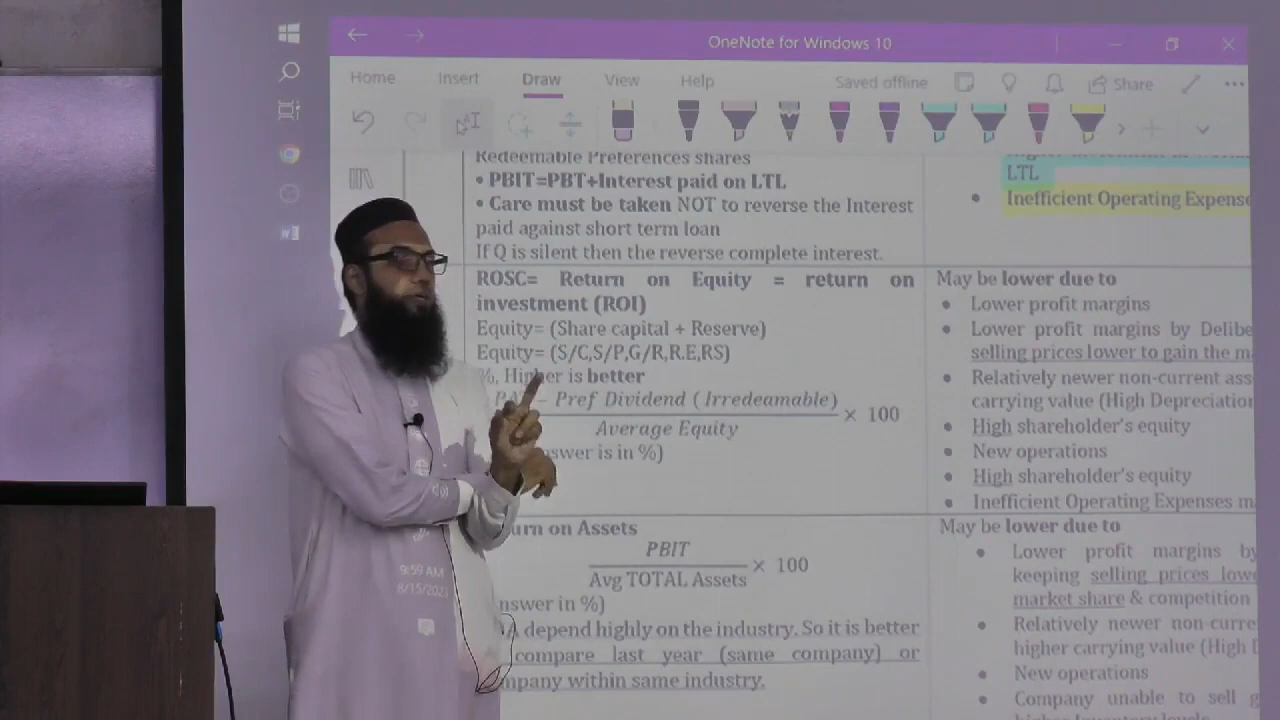 OneNote for Windows 10
Home Insert Draw View Help Saved offline Share
Redeemable Preferences shares
• PBIT=PBT+Interest paid on LTL
• Care must be taken NOT to reverse the Interest
paid against short term loan
If Q is silent then the reverse complete interest.
LTL
• Inefficient Operating Expense
ROSC= Return on Equity = return on
investment (ROI)
Equity= (Share capital + Reserve)
Equity= (S/C,S/P,G/R,R.E,RS)
%, Higher is better
Pref Dividend (Irredeamable)
Average Equity
× 100
is in %)
May be lower due to
• Lower profit margins
• Lower profit margins by Delibe
selling prices lower to gain the ma
• Relatively newer non-current ass
carrying value (High Depreciation
• High shareholder's equity
• New operations
• High shareholder's equity
• Inefficient Operating Expenses m
urn on Assets
PBIT
Avg TOTAL Assets
× 100
nswer in %)
A depend highly on the industry. So it is better
compare last year (same company) or
mpany within same industry.
May be lower due to
• Lower profit margins by
keeping selling prices lowe
market share & competition
• Relatively newer non-curre
higher carrying value (High D
• New operations
• Company unable to sell g
9:59 AM